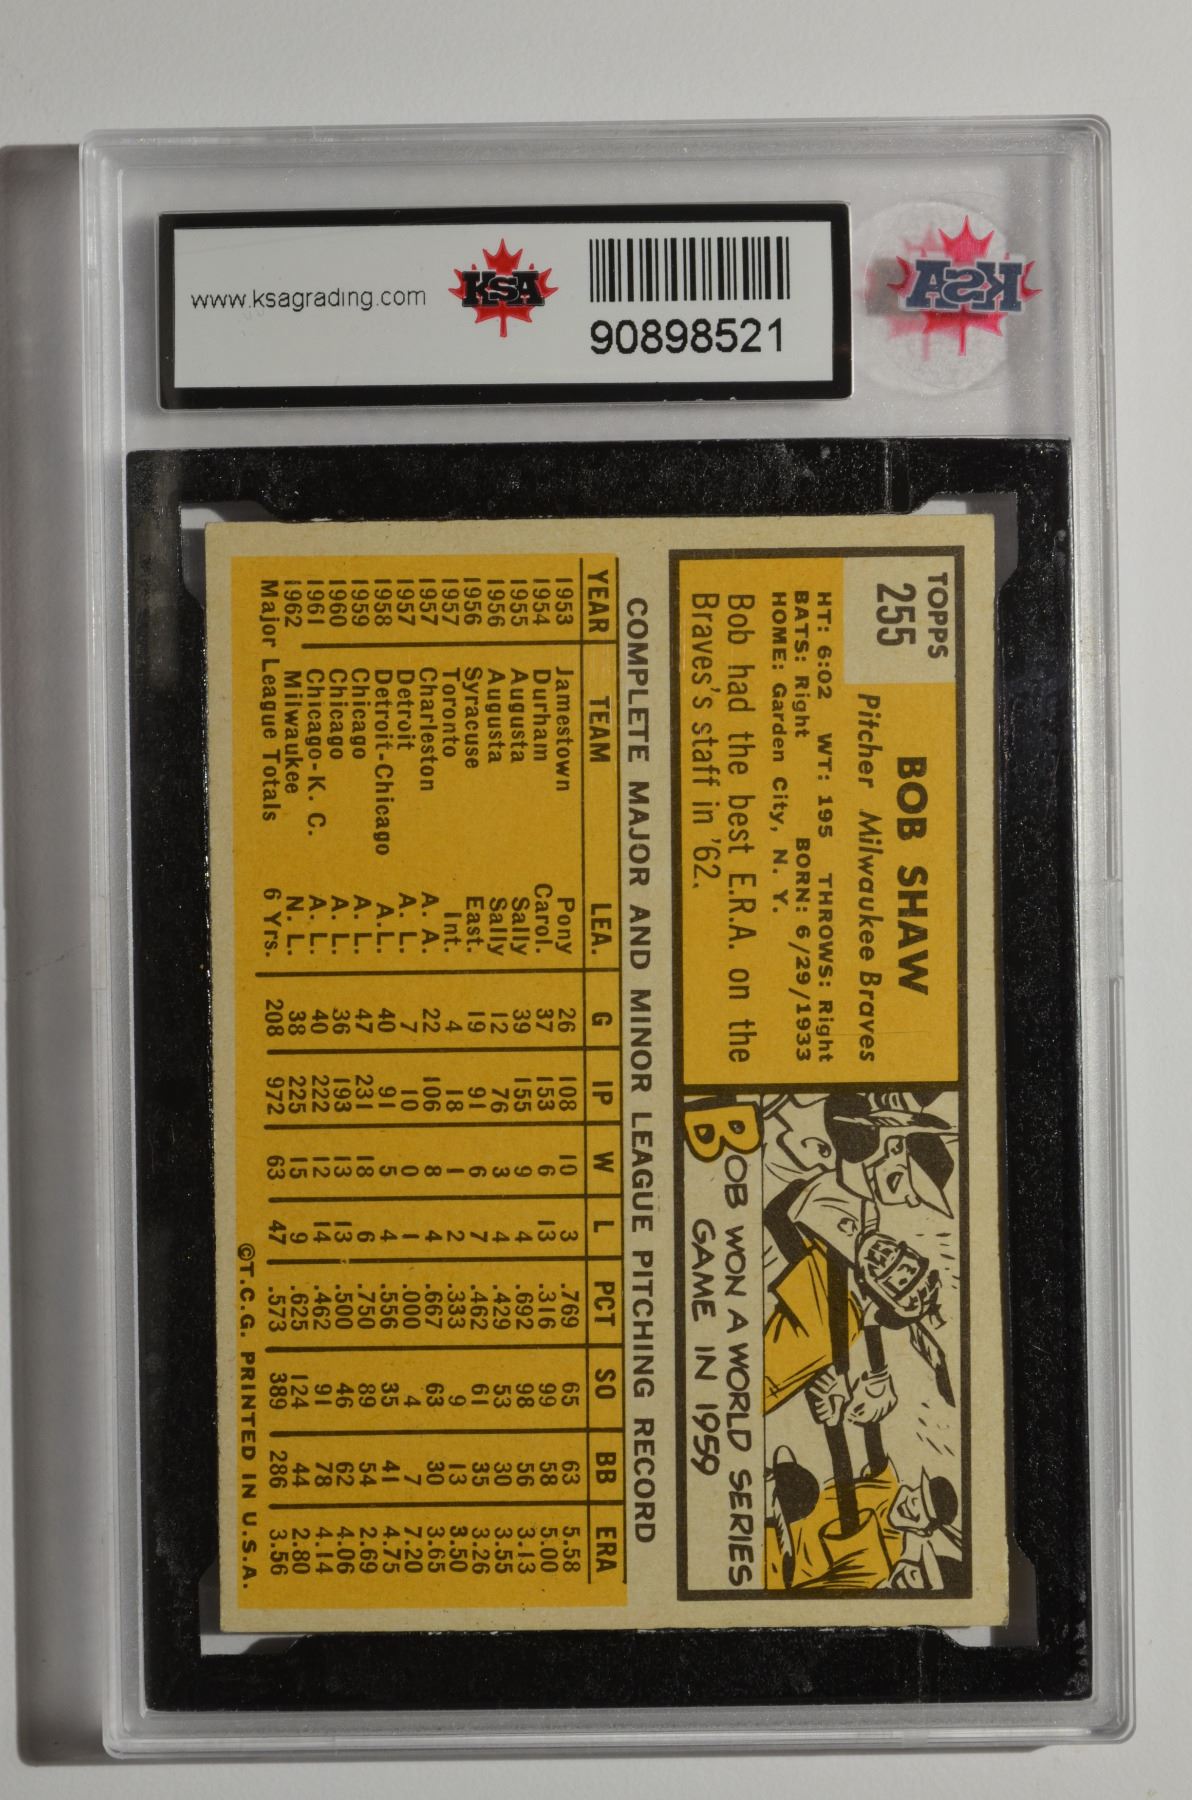 www.ksagrading.com
KSA
90898521
KSA
TOPPS
255
BOB SHAW
Pitcher Milwaukee Braves
HT: 6:02 WT: 195 THROWS: Right
BATS: Right BORN: 6/29/1933
HOME: Garden City, N. Y.
Bob had the best E.R.A. on the
Braves's staff in '62.
BOB WON A WORLD SERIES
GAME IN 1959
COMPLETE MAJOR AND MINOR LEAGUE PITCHING RECORD
YEAR TEAM LEA. G IP W L PCT SO BB ERA
1953 Jamestown Pony 26 108 10 3 .769 65 63 5.58
1954 Durham Carol. 37 153 6 13 .316 99 58 5.00
1955 Augusta Sally 39 155 9 4 .692 98 56 3.13
1956 Augusta Sally 12 76 3 4 .429 53 30 3.55
1956 Syracuse East. 19 91 6 7 .462 61 35 3.26
1957 Toronto Int. 4 18 1 2 .333 9 13 3.50
1957 Charleston A. A. 22 106 8 4 .667 63 30 3.65
1957 Detroit A. L. 7 10 0 1 .000 4 7 7.20
1958 Detroit-Chicago A. L. 40 91 5 4 .556 35 41 4.75
1959 Chicago A. L. 47 231 18 6 .750 89 54 2.69
1960 Chicago A. L. 36 193 13 13 .500 46 62 4.06
1961 Chicago-K. C. A. L. 40 222 12 14 .462 91 78 4.14
1962 Milwaukee N. L. 38 225 15 9 .625 124 44 2.80
Major League Totals 6 Yrs. 208 972 63 47 .573 389 286 3.56
©T.C.G. PRINTED IN U.S.A.